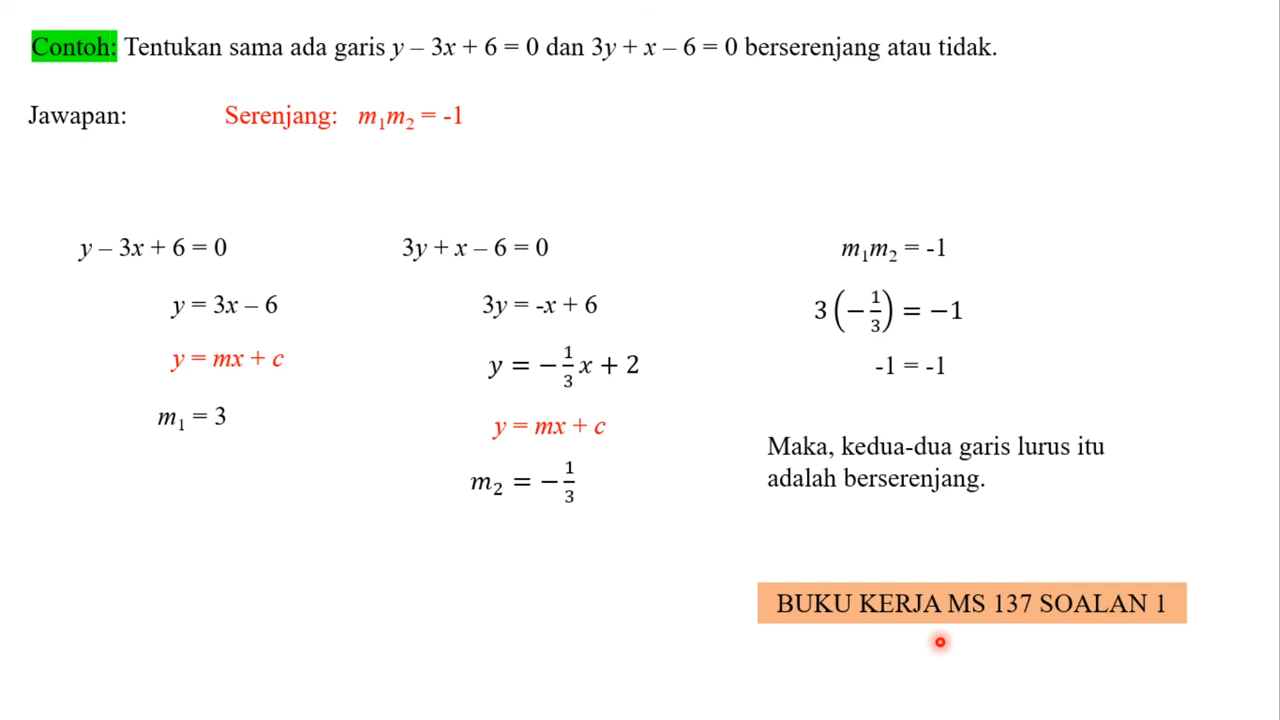 Contoh: Tentukan sama ada garis y – 3x + 6 = 0 dan 3y + x – 6 = 0 berserenjang atau tidak.
Jawapan:
Serenjang: m₁m₂ = -1
y – 3x + 6 = 0
y = 3x – 6
y = mx + c
m₁ = 3
3y + x – 6 = 0
3y = -x + 6
y = −1/3 x + 2
y = mx + c
m₂ = −1/3
m₁m₂ = -1
3(−1/3) = −1
-1 = -1
Maka, kedua-dua garis lurus itu
adalah berserenjang.
BUKU KERJA MS 137 SOALAN 1